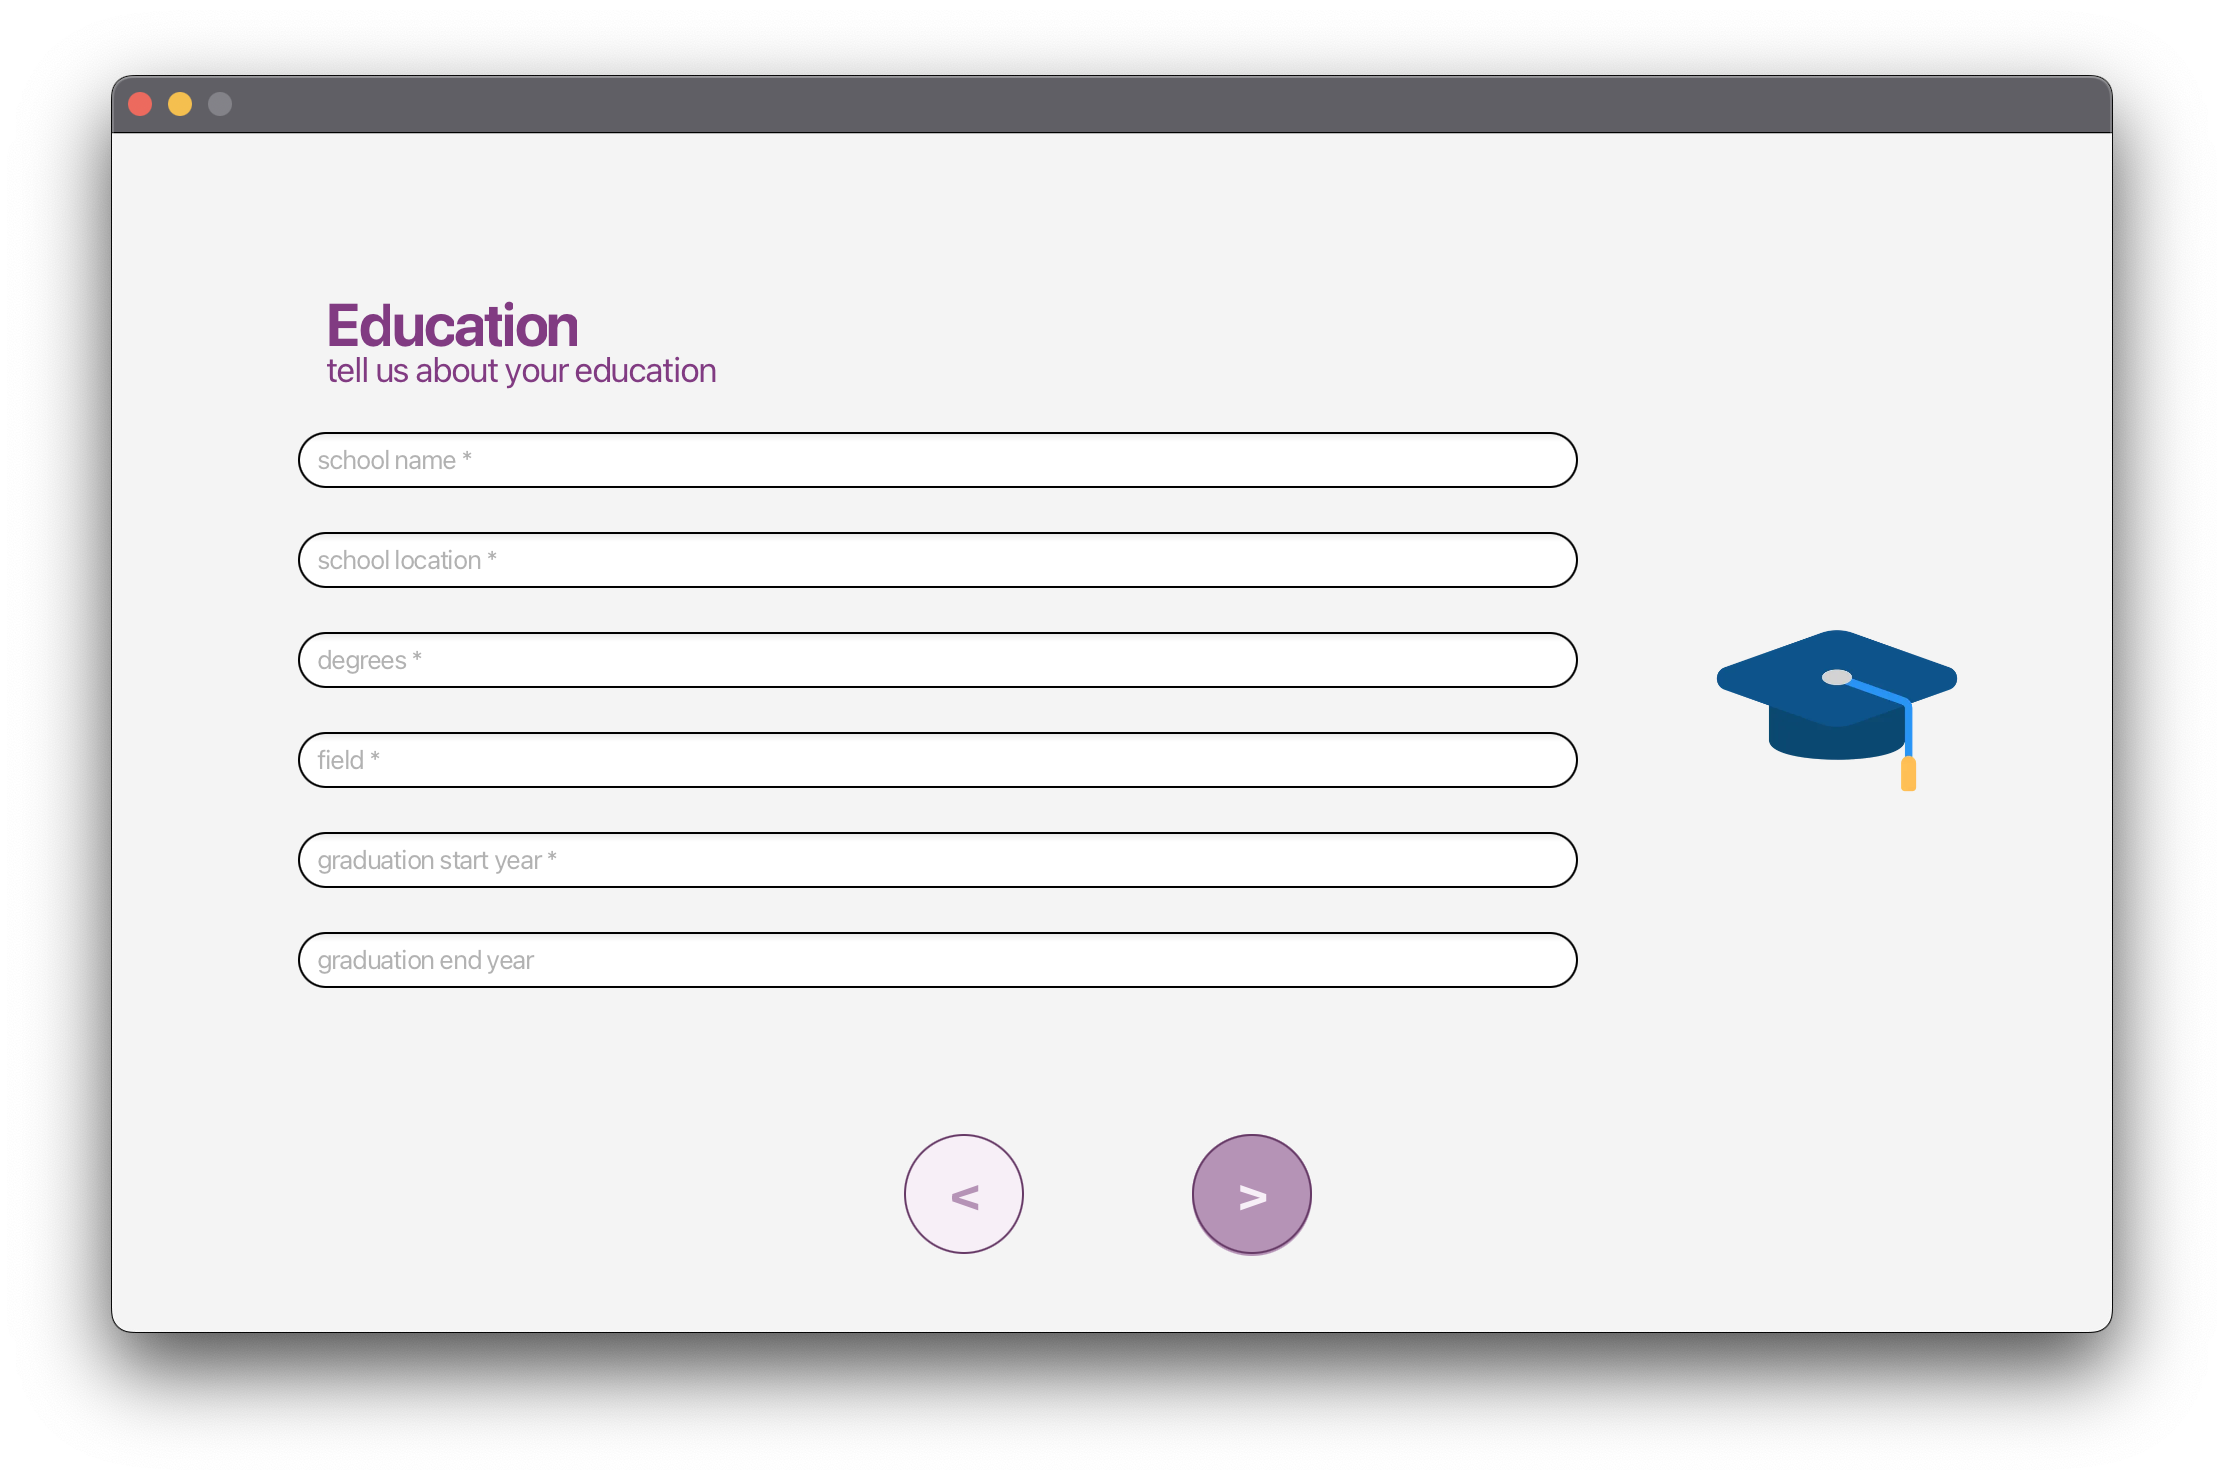 Education
tell us about your education
school name *
school location *
degrees *
field *
graduation start year *
graduation end year
< >